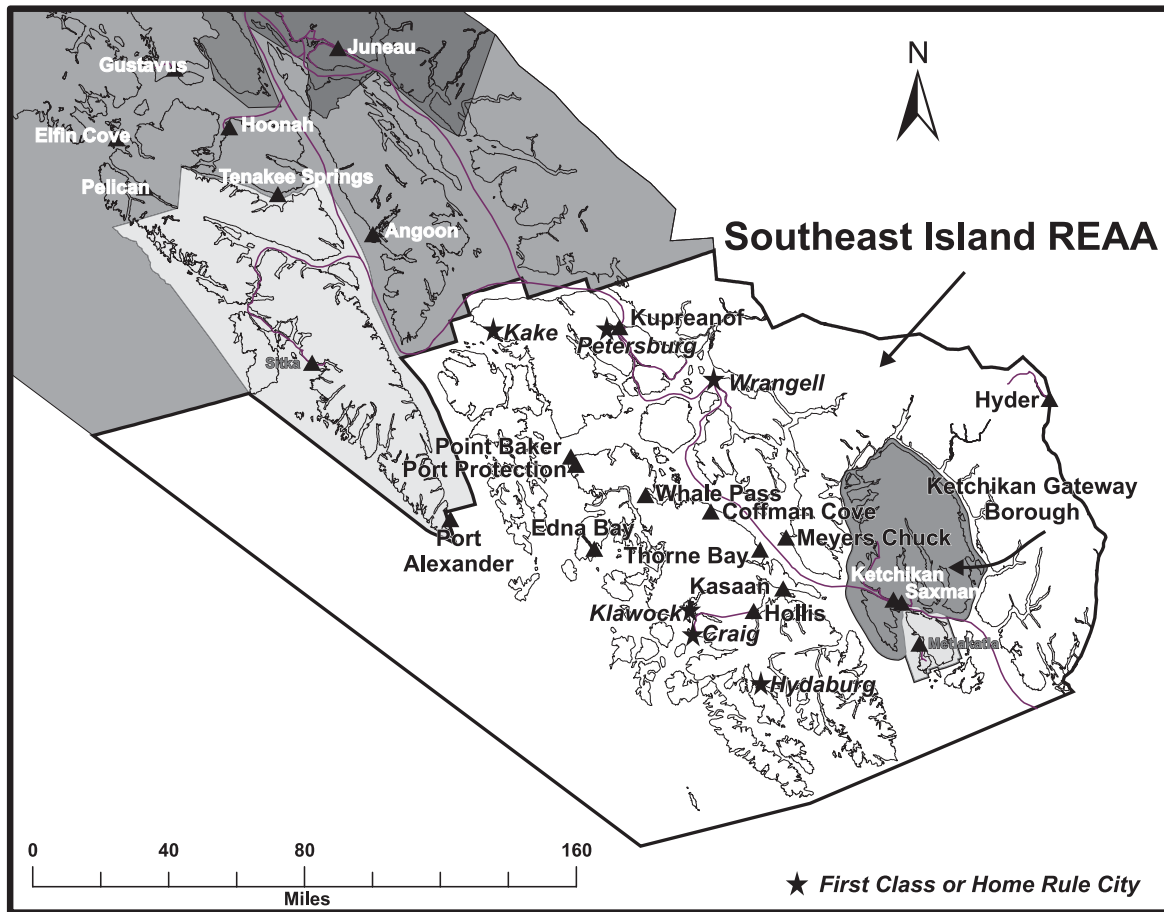 Juneau
N
Gustavus
Hoonah
Elfin Cove
Tenakee Springs
Pelican
Angoon
Southeast Island REAA
Kupreanof
Kake
Petersburg
Sitka
Wrangell
Hyder
Point Baker
Port Protection
Whale Pass
Ketchikan Gateway
Borough
Coffman Cove
Edna Bay
Port
Alexander
Meyers Chuck
Thorne Bay
Ketchikan
Saxman
Kasaan
Klawock
Hollis
Craig
Metlakatla
Hydaburg
0 40 80 160
Miles
First Class or Home Rule City